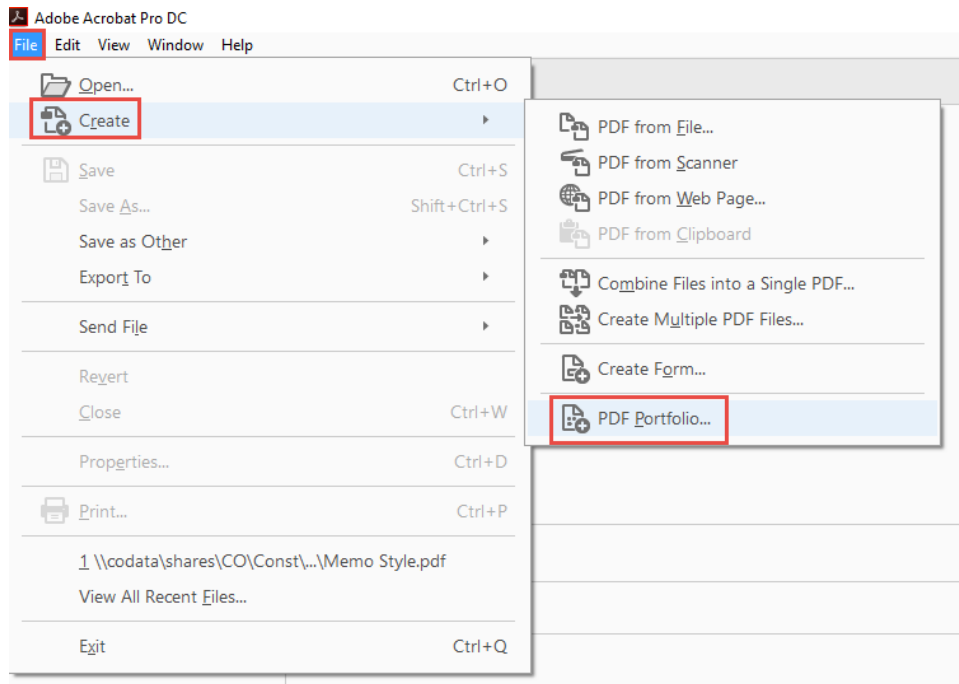 Adobe Acrobat Pro DC
File Edit View Window Help
Open... Ctrl+O
Create
Save Ctrl+S
Save As... Shift+Ctrl+S
Save as Other
Export To
Send File
Revert
Close Ctrl+W
Properties... Ctrl+D
Print... Ctrl+P
1 \\codata\shares\CO\Const\...\Memo Style.pdf
View All Recent Files...
Exit Ctrl+Q
PDF from File...
PDF from Scanner
PDF from Web Page...
PDF from Clipboard
Combine Files into a Single PDF...
Create Multiple PDF Files...
Create Form...
PDF Portfolio...